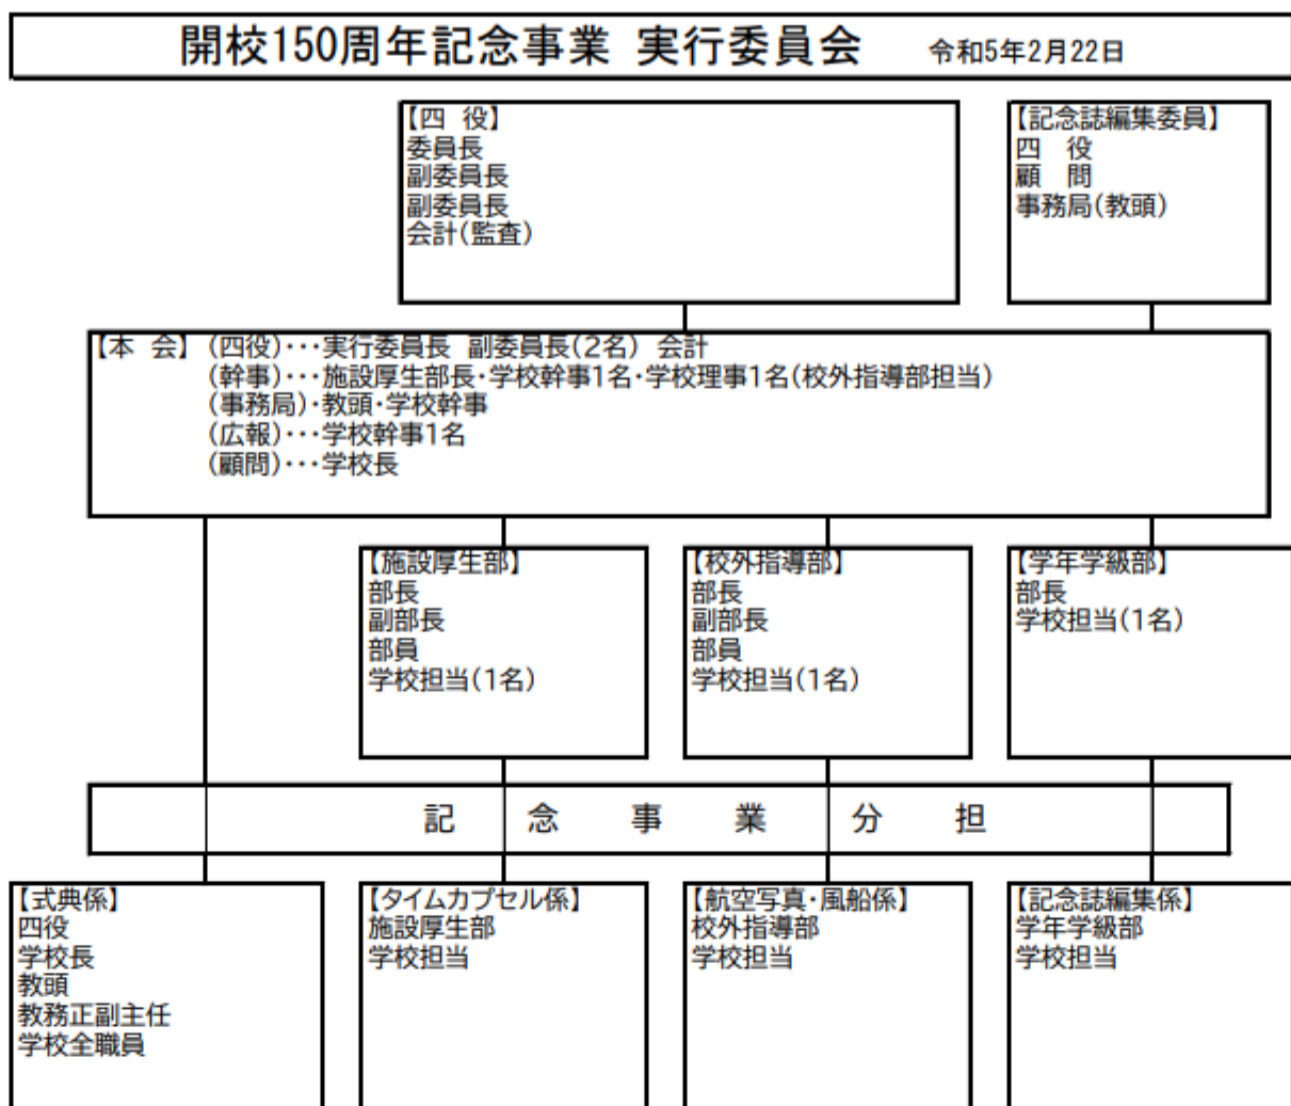 開校150周年記念事業 実行委員会 令和5年2月22日
【四 役】
委員長
副委員長
副委員長
会計(監査)
【記念誌編集委員】
四 役
顧 問
事務局(教頭)
【本 会】(四役)･･･実行委員長 副委員長(2名) 会計
(幹事)･･･施設厚生部長･学校幹事1名･学校理事1名(校外指導部担当)
(事務局)･教頭･学校幹事
(広報)･･･学校幹事1名
(顧問)･･･学校長
【施設厚生部】
部長
副部長
部員
学校担当(1名)
【校外指導部】
部長
副部長
部員
学校担当(1名)
【学年学級部】
部長
学校担当(1名)
記 念 事 業 分 担
【式典係】
四役
学校長
教頭
教務正副主任
学校全職員
【タイムカプセル係】
施設厚生部
学校担当
【航空写真･風船係】
校外指導部
学校担当
【記念誌編集係】
学年学級部
学校担当